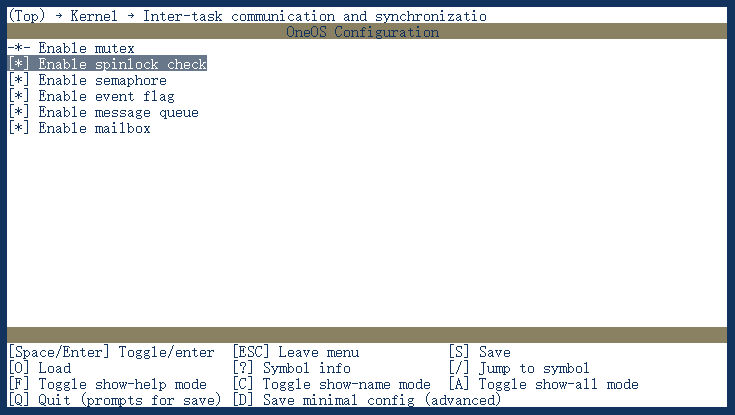 (Top) → Kernel → Inter-task communication and synchronizatio
OneOS Configuration
-*- Enable mutex
[*] Enable spinlock check
[*] Enable semaphore
[*] Enable event flag
[*] Enable message queue
[*] Enable mailbox
[Space/Enter] Toggle/enter [ESC] Leave menu [S] Save
[O] Load [?] Symbol info [/] Jump to symbol
[F] Toggle show-help mode [C] Toggle show-name mode [A] Toggle show-all mode
[Q] Quit (prompts for save) [D] Save minimal config (advanced)